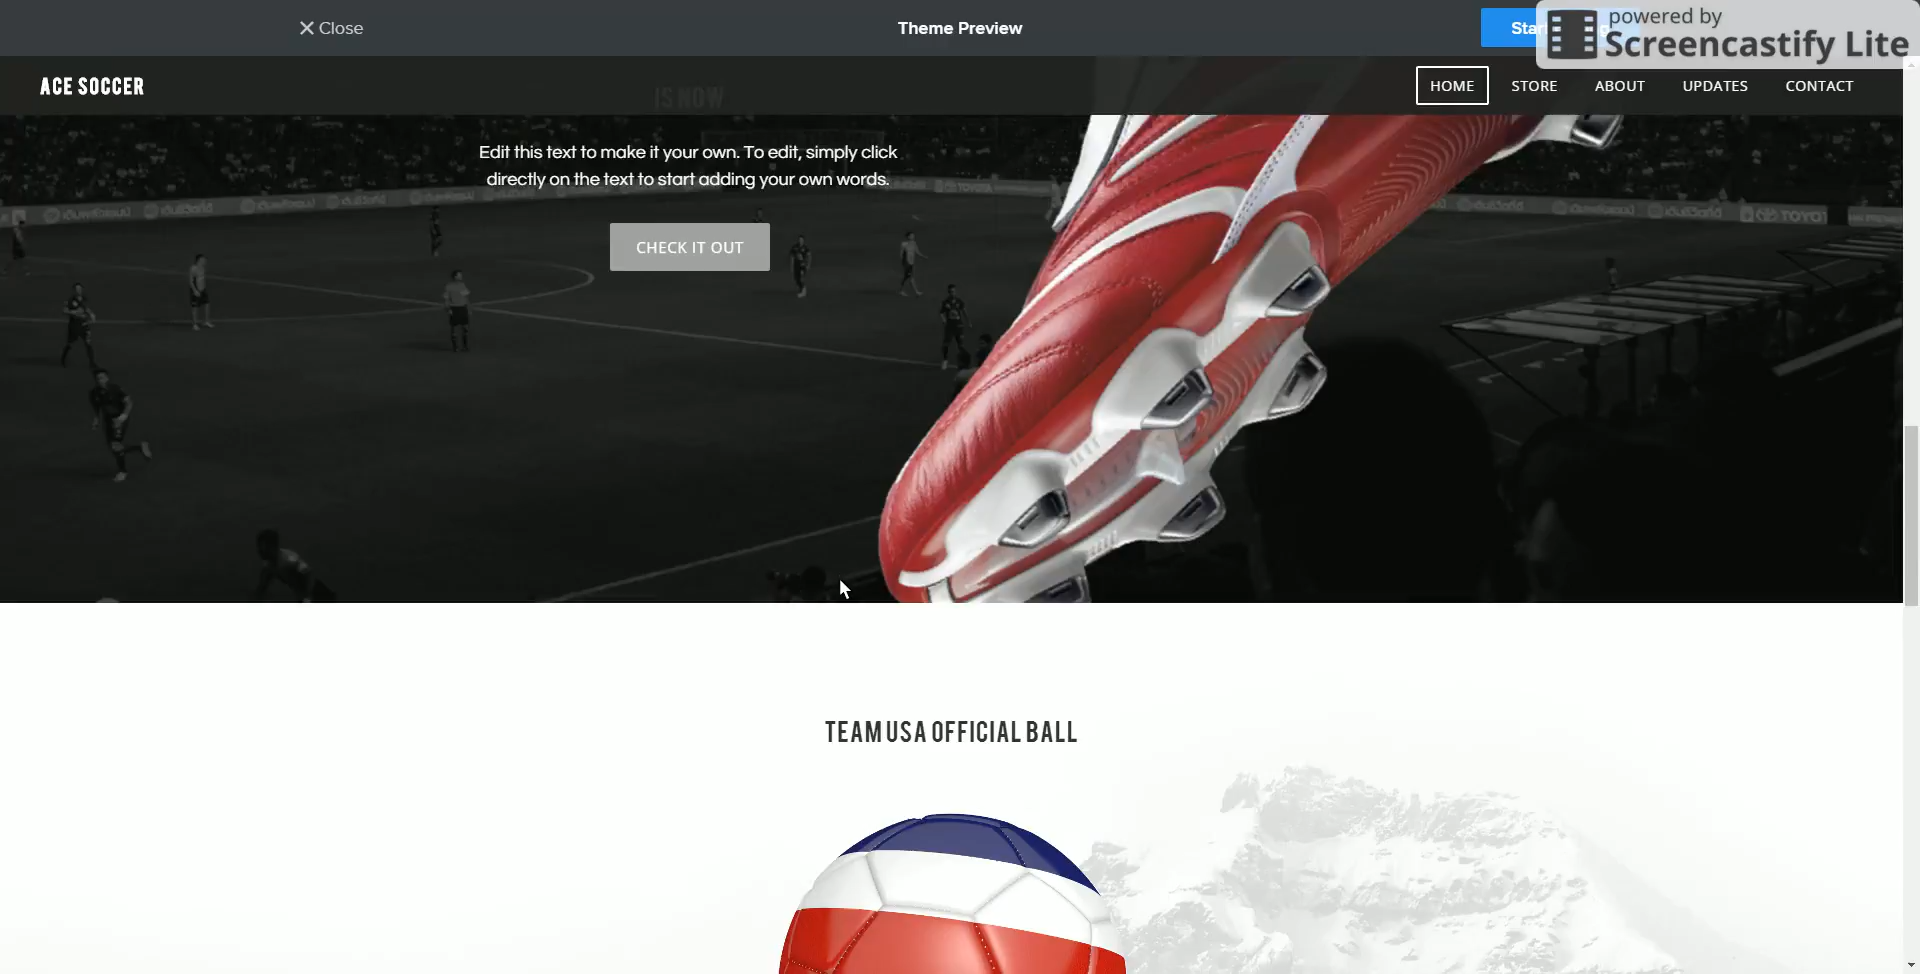 Close
Theme Preview
powered by
Screencastify Lite
ACE SOCCER
IS NOW
HOME
STORE
ABOUT
UPDATES
CONTACT
Edit this text to make it your own. To edit, simply click
directly on the text to start adding your own words.
CHECK IT OUT
TEAM USA OFFICIAL BALL